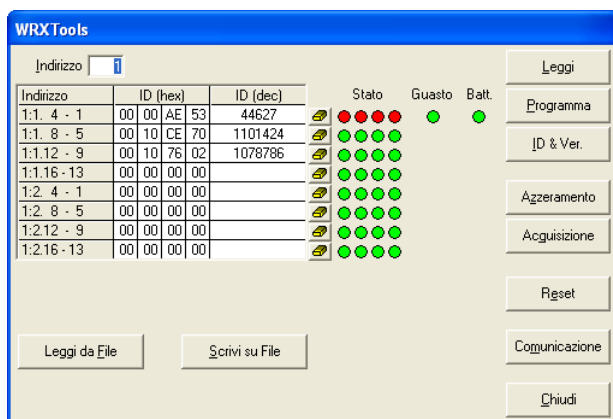 WRXTools
Indirizzo 1
Leggi
Indirizzo ID (hex) ID (dec) Stato Guasto Batt.
1:1. 4 - 1 00 00 AE 53 44627
Programma
1:1. 8 - 5 00 10 CE 70 1101424
1:1.12 - 9 00 10 76 02 1078786
ID & Ver.
1:1.16 - 13 00 00 00 00
1:2. 4 - 1 00 00 00 00
Azzeramento
1:2. 8 - 5 00 00 00 00
1:2.12 - 9 00 00 00 00
Acquisizione
1:2.16 - 13 00 00 00 00
Reset
Leggi da File Scrivi su File Comunicazione
Chiudi